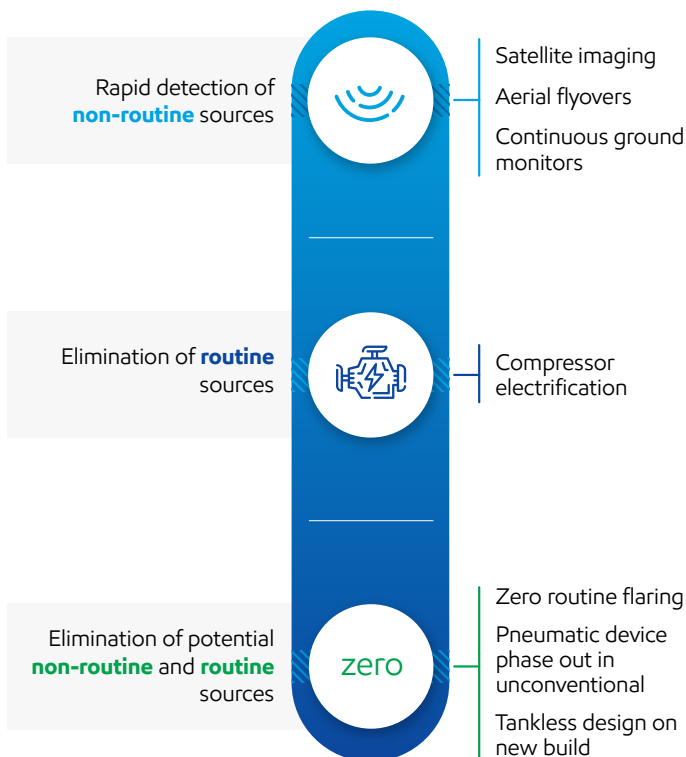 Rapid detection of
non-routine sources
Satellite imaging
Aerial flyovers
Continuous ground
monitors
Elimination of routine
sources
Compressor
electrification
Elimination of potential
non-routine and routine
sources
zero
Zero routine flaring
Pneumatic device
phase out in
unconventional
Tankless design on
new build